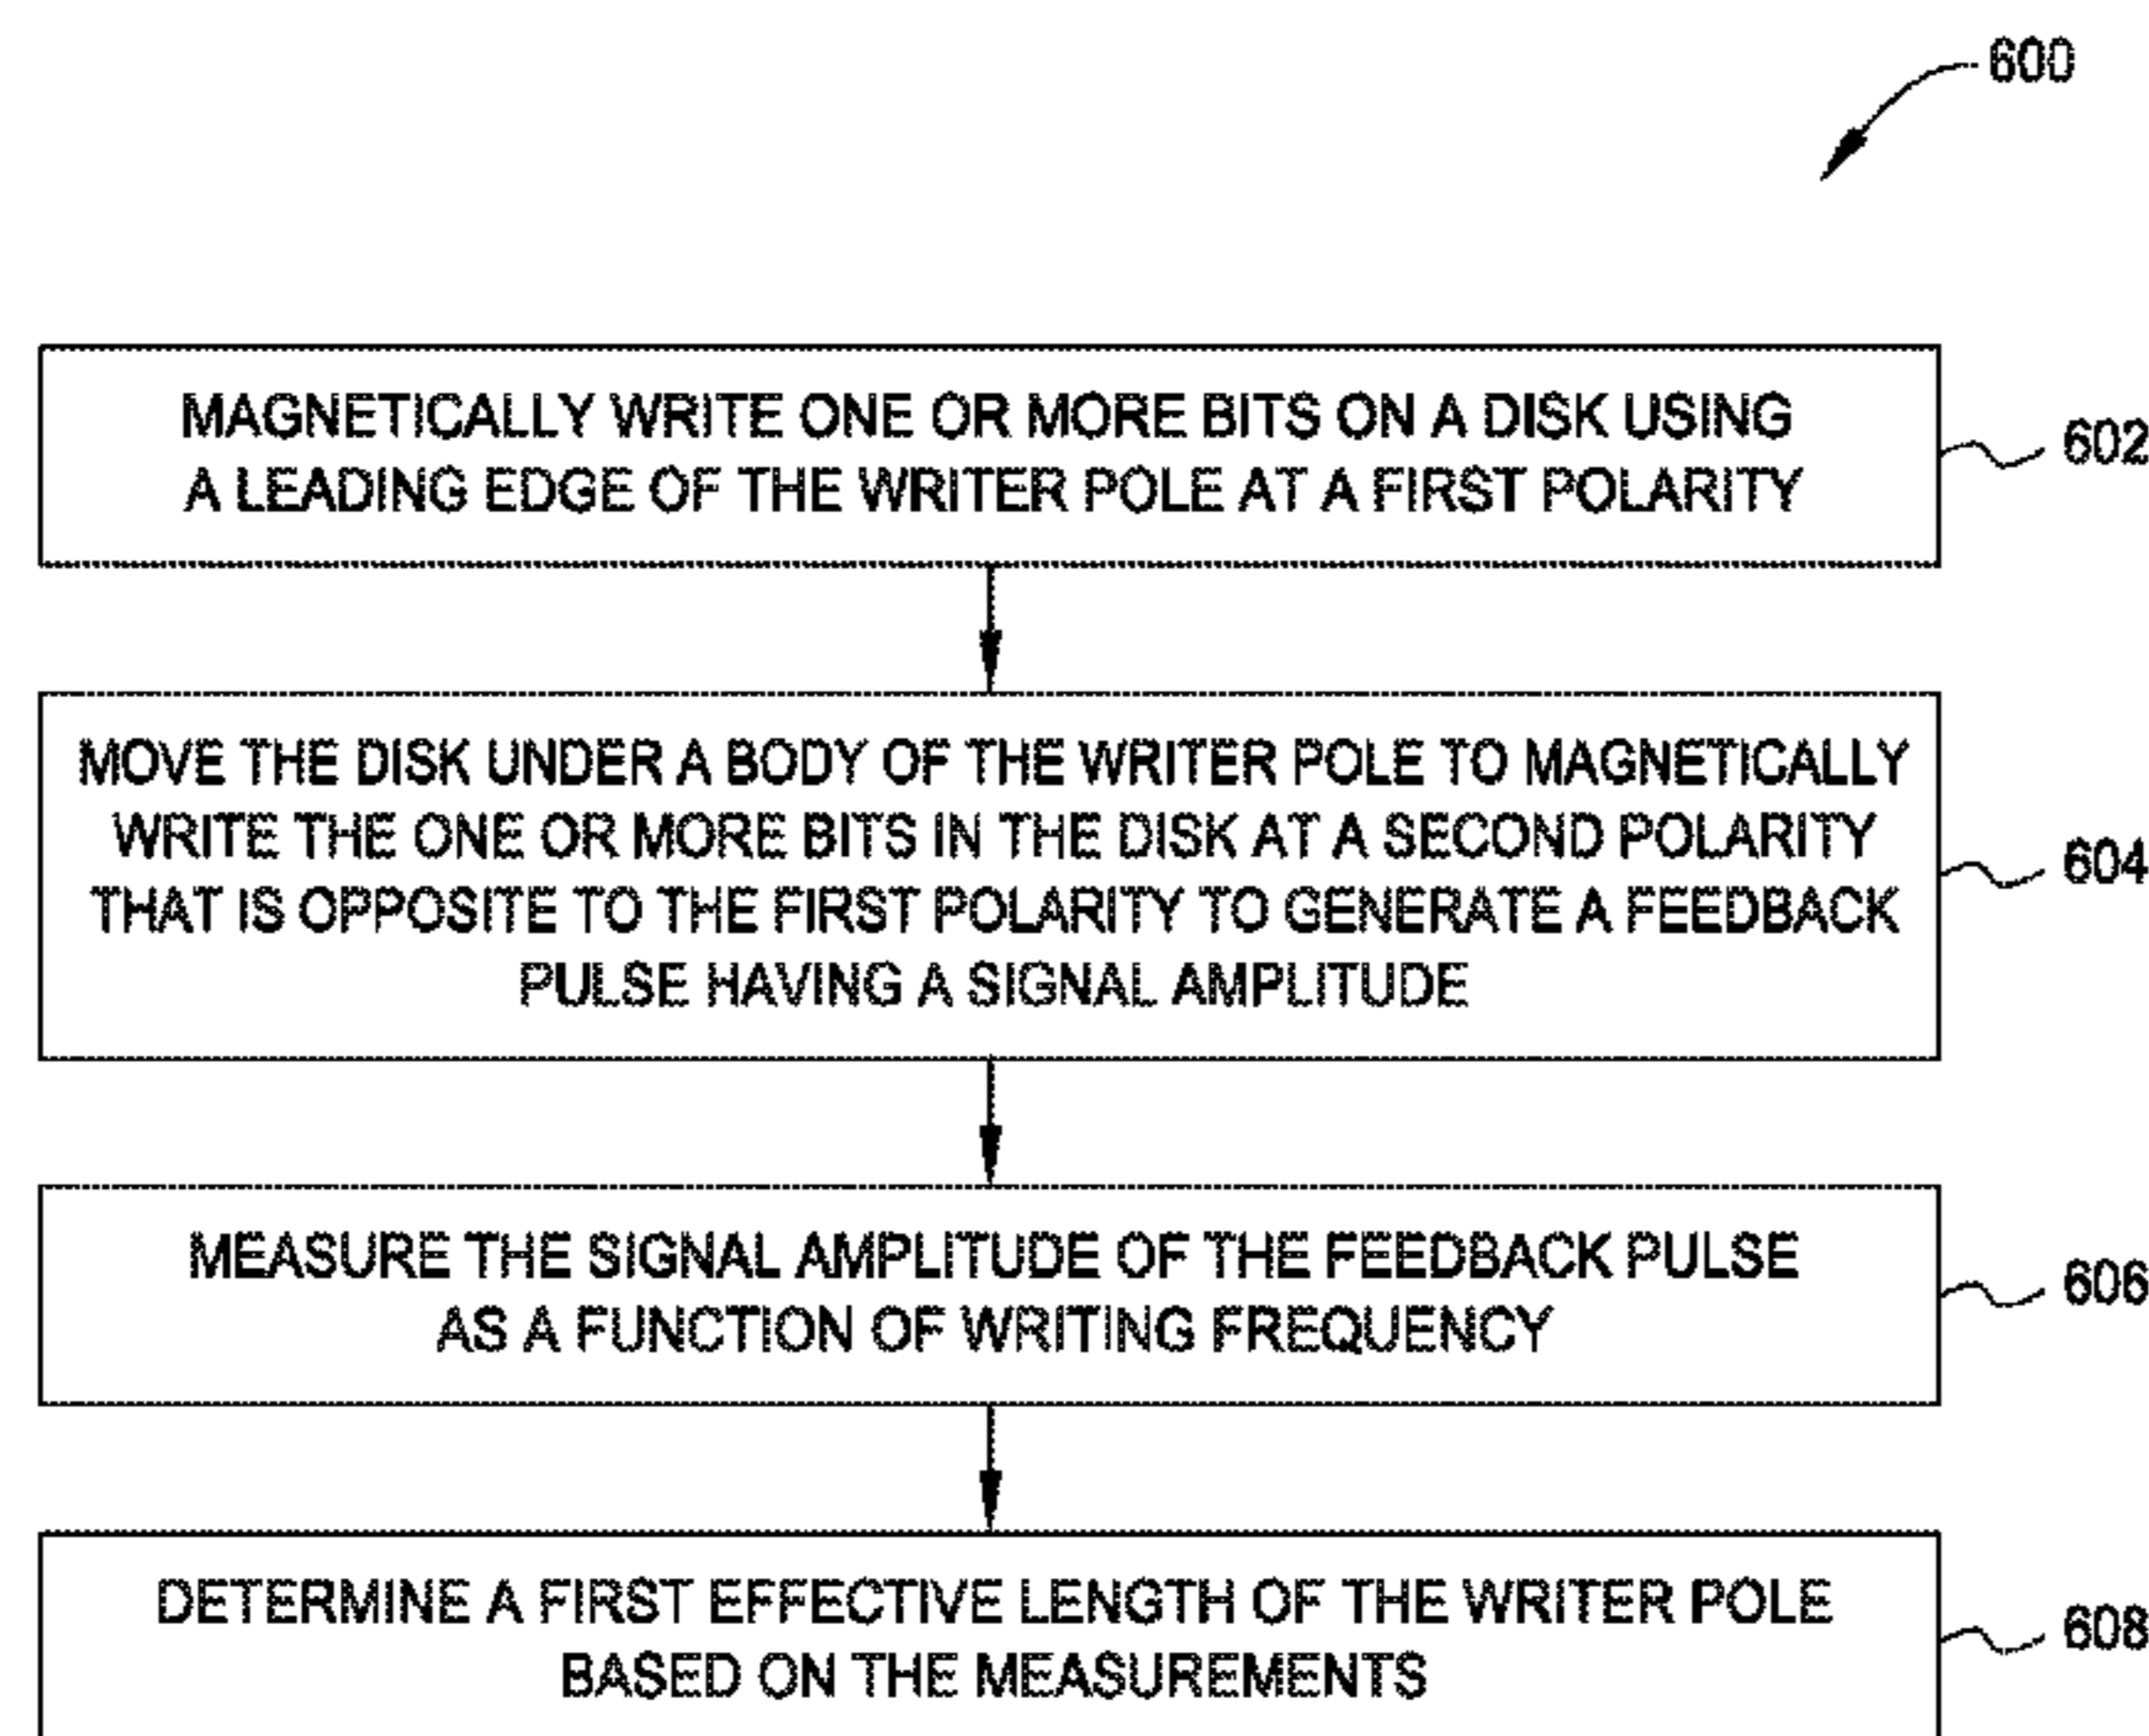 600
MAGNETICALLY WRITE ONE OR MORE BITS ON A DISK USING
A LEADING EDGE OF THE WRITER POLE AT A FIRST POLARITY
602
MOVE THE DISK UNDER A BODY OF THE WRITER POLE TO MAGNETICALLY
WRITE THE ONE OR MORE BITS IN THE DISK AT A SECOND POLARITY
THAT IS OPPOSITE TO THE FIRST POLARITY TO GENERATE A FEEDBACK
PULSE HAVING A SIGNAL AMPLITUDE
604
MEASURE THE SIGNAL AMPLITUDE OF THE FEEDBACK PULSE
AS A FUNCTION OF WRITING FREQUENCY
606
DETERMINE A FIRST EFFECTIVE LENGTH OF THE WRITER POLE
BASED ON THE MEASUREMENTS
608